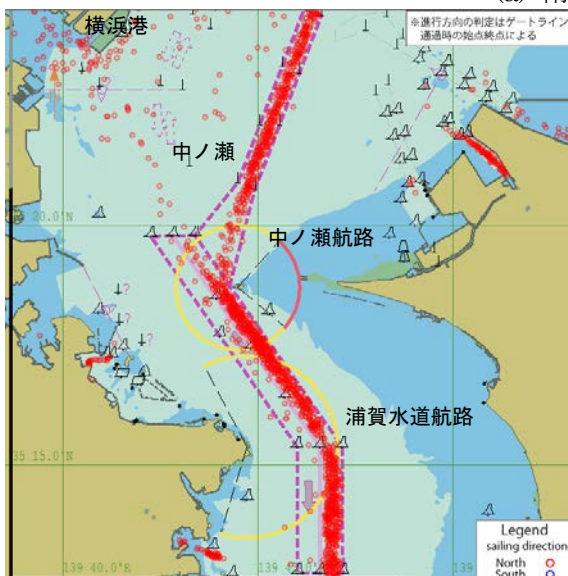 横浜港
※進行方向の判定はゲートライン
通過時の始点終点による
中ノ瀬
35 20.0'N
中ノ瀬航路
浦賀水道航路
35 15.0'N
139 40.0'E
Legend
sailing direction
North
South